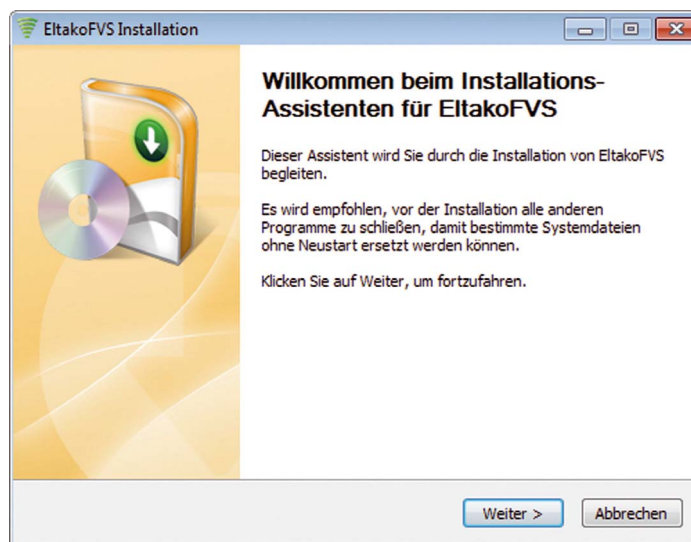 EltakoFVS Installation
Willkommen beim Installations-
Assistenten für EltakoFVS
Dieser Assistent wird Sie durch die Installation von EltakoFVS
begleiten.
Es wird empfohlen, vor der Installation alle anderen
Programme zu schließen, damit bestimmte Systemdateien
ohne Neustart ersetzt werden können.
Klicken Sie auf Weiter, um fortzufahren.
Weiter >
Abbrechen